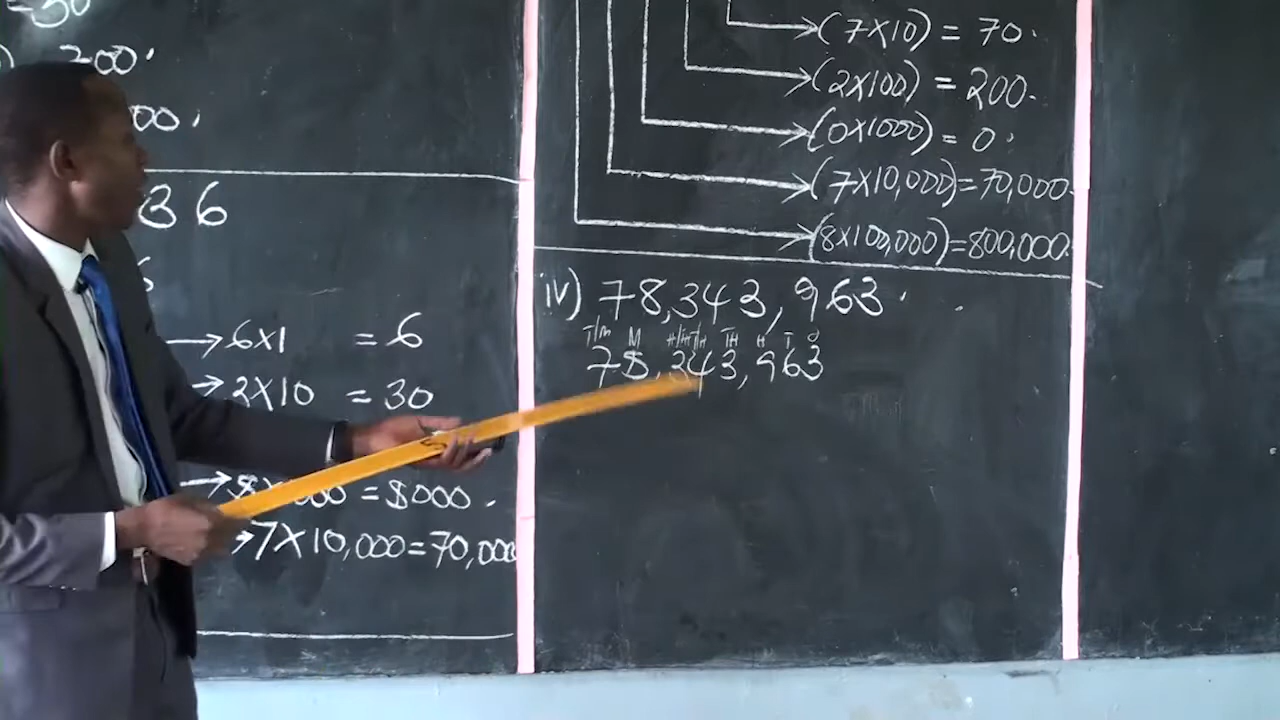 =30
200.
00.
36
→6X1 = 6
→2X10 = 30
= 8000.
→7X10,000=70,000
→(7X10) = 70.
→(2X100) = 200.
→(0X1000) = 0.
→(7X10,000)=70,000.
→(8X100,000)=800,000.
iv) 78,343,963.
T/M M H/TH T/TH TH H T O
78,343,963